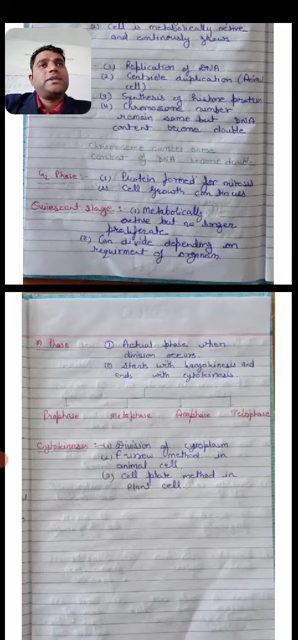 (1) Cell is metabolically active
and continously grows
(1) Replication of DNA
(2) Centriole duplication (Animal
cell)
(3) Synthesis of histone protein
(4) Chromosome number
remain same but DNA
content become double
Chromosome number same
content of DNA become double
G2 Phase :- (1) Protein formed for mitosis
(2) Cell growth continues
Quiescent Stage :- (1) Metabolically
active but no longer
proliferate
(2) Can divide depending on
requirment of organism
M Phase :- (1) Actual phase when
division occurs.
(2) Starts with karyokinesis and
ends with cytokinesis.
Prophase Metaphase Anaphase Telophase
Cytokinesis :- (1) Division of cytoplasm
(2) Furrow method in
animal cell
(3) Cell plate method in
plant cell